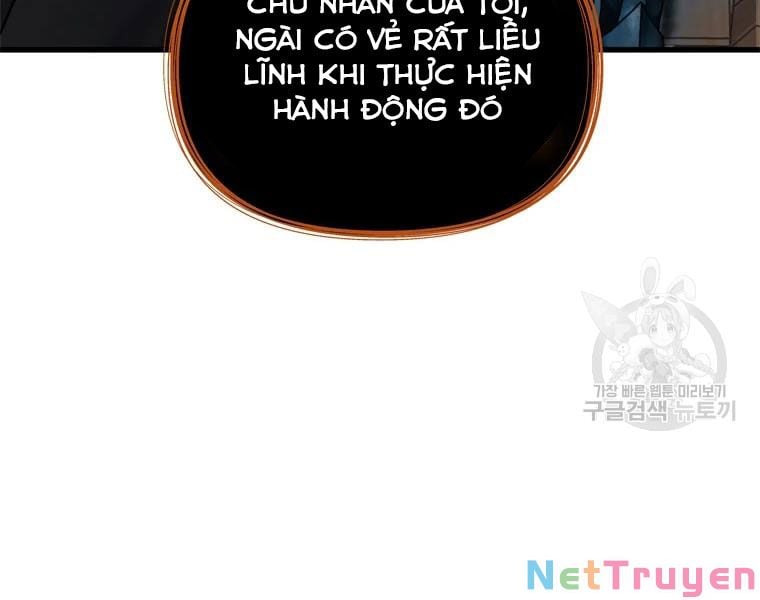 CHỦ NHÂN CỦA TÔI,
NGÀI CÓ VẺ RẤT LIỀU
LĨNH KHI THỰC HIỆN
HÀNH ĐỘNG ĐÓ
가장 빠른 웹툰 미리보기
구글검색 뉴토끼
NetTruyen